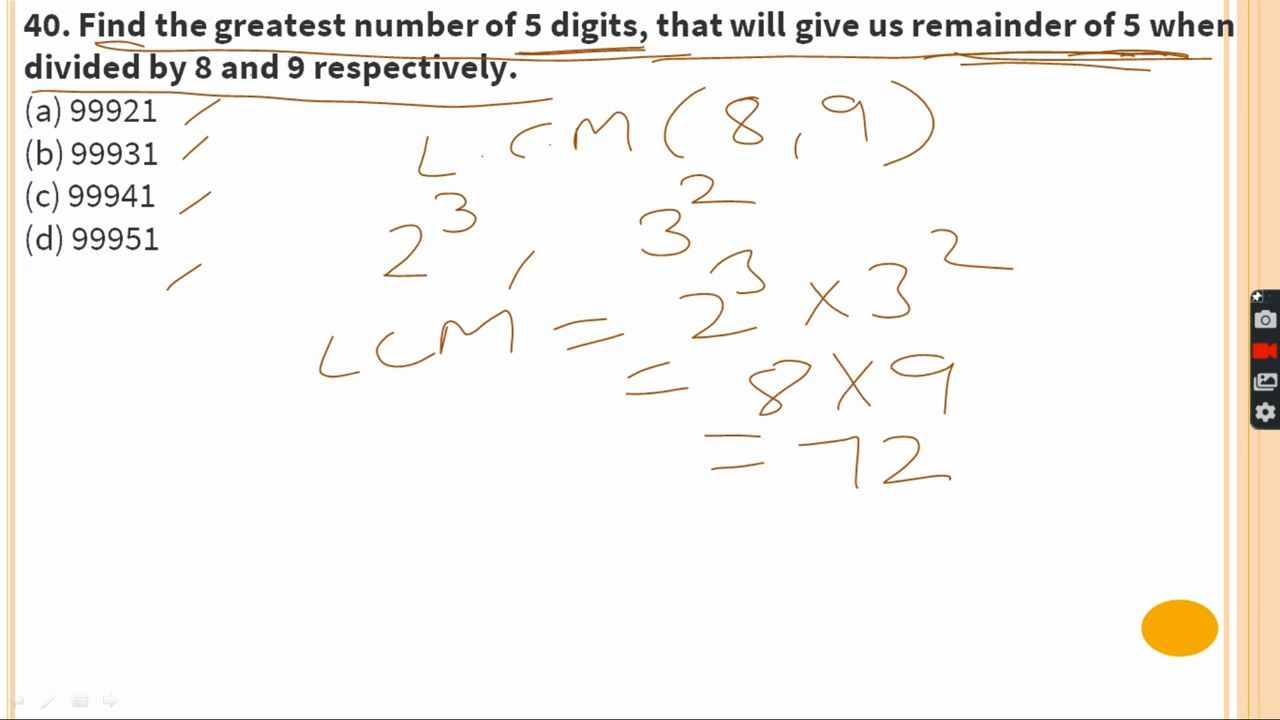 40. Find the greatest number of 5 digits, that will give us remainder of 5 when
divided by 8 and 9 respectively.
(a) 99921
(b) 99931
(c) 99941
(d) 99951
L.C.M (8,9)
2³, 3²
LCM = 2³ × 3²
= 8 × 9
= 72